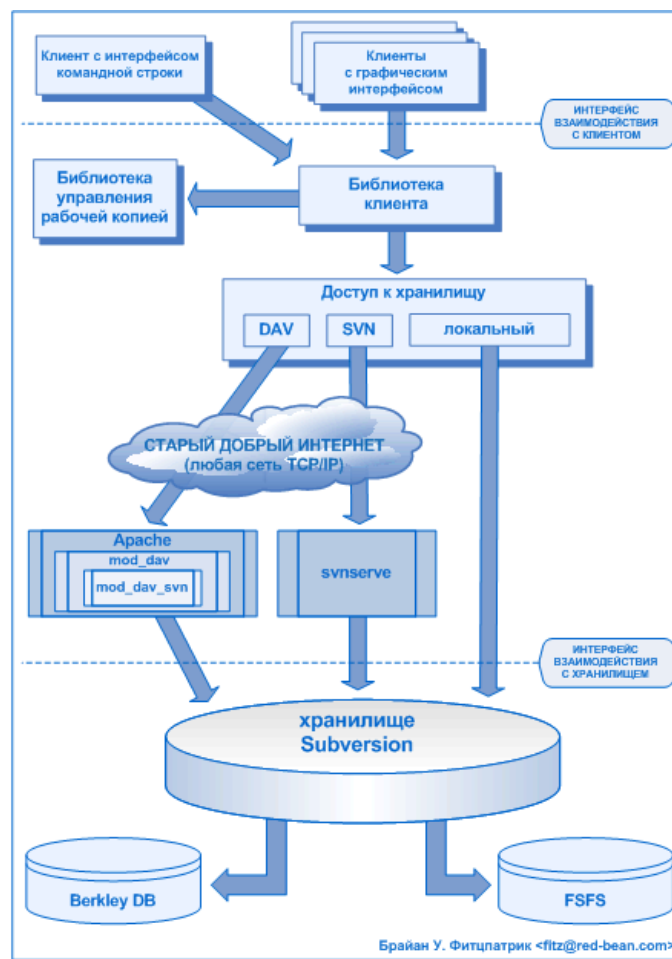 Клиент с интерфейсом
командной строки
Клиенты
с графическим
интерфейсом
ИНТЕРФЕЙС
ВЗАИМОДЕЙСТВИЯ
С КЛИЕНТОМ
Библиотека
управления
рабочей копией
Библиотека
клиента
Доступ к хранилищу
DAV
SVN
локальный
СТАРЫЙ ДОБРЫЙ ИНТЕРНЕТ
(любая сеть TCP/IP)
Apache
mod_dav
mod_dav_svn
svnserve
ИНТЕРФЕЙС
ВЗАИМОДЕЙСТВИЯ
С ХРАНИЛИЩЕМ
хранилище
Subversion
Berkley DB
FSFS
Брайан У. Фитцпатрик <fitz@red-bean.com>